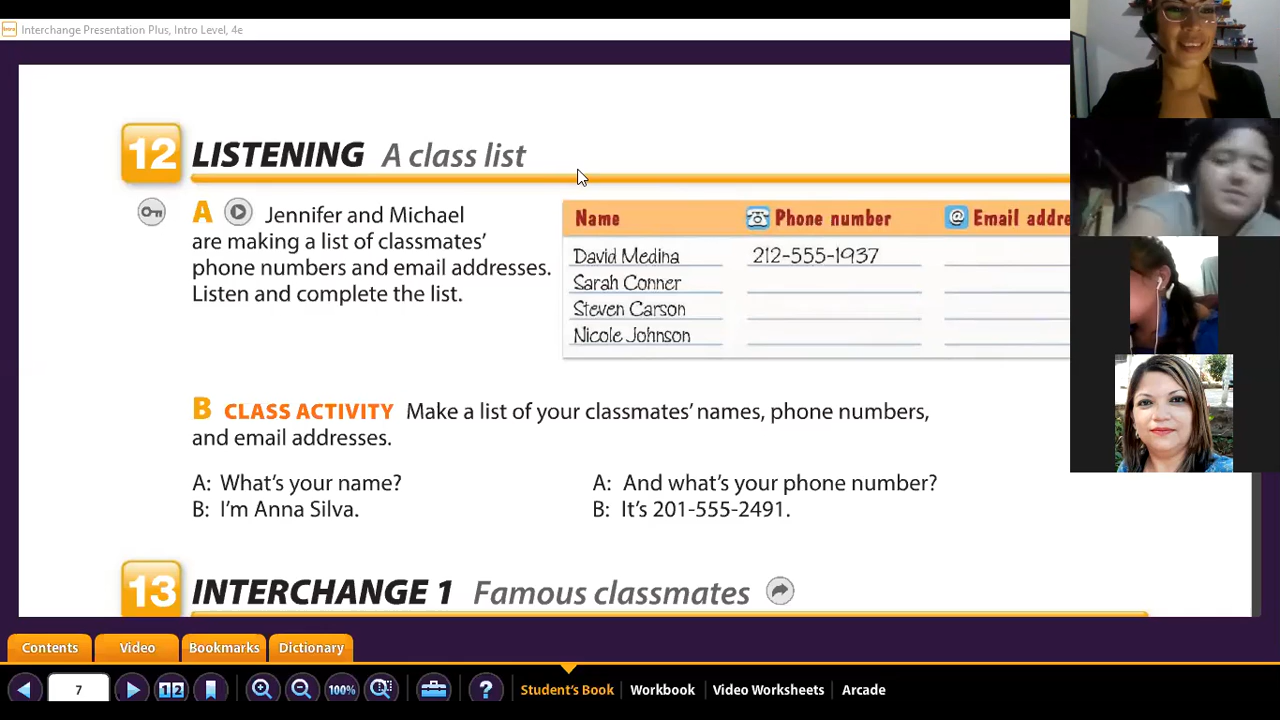 Interchange Presentation Plus, Intro Level, 4e
12 LISTENING A class list
A Jennifer and Michael
are making a list of classmates'
phone numbers and email addresses.
Listen and complete the list.
Name Phone number @ Email addre
David Medina 212-555-1937
Sarah Conner
Steven Carson
Nicole Johnson
B CLASS ACTIVITY Make a list of your classmates' names, phone numbers,
and email addresses.
A: What's your name?
B: I'm Anna Silva.
A: And what's your phone number?
B: It's 201-555-2491.
13 INTERCHANGE 1 Famous classmates
Contents Video Bookmarks Dictionary
7 12 100% ? Student's Book Workbook Video Worksheets Arcade